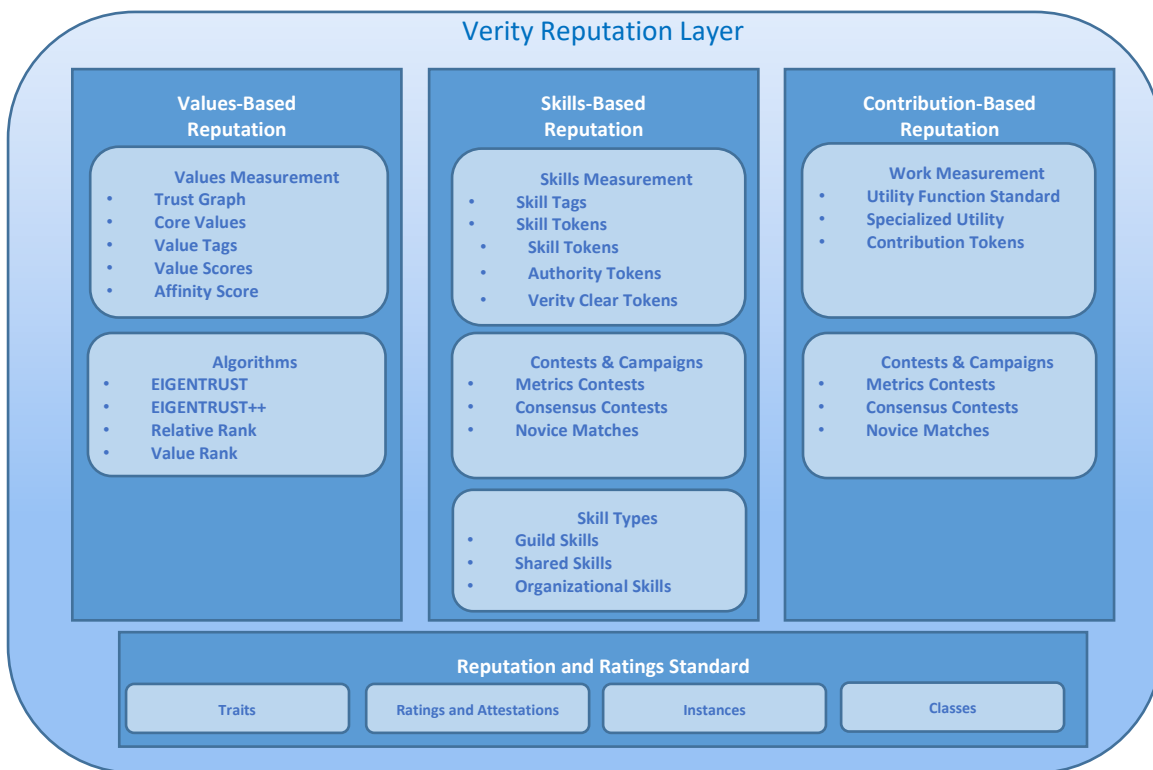 Verity Reputation Layer
Values-Based
Reputation
Values Measurement
• Trust Graph
• Core Values
• Value Tags
• Value Scores
• Affinity Score
Algorithms
• EIGENTRUST
• EIGENTRUST++
• Relative Rank
• Value Rank
Skills-Based
Reputation
Skills Measurement
• Skill Tags
• Skill Tokens
• Skill Tokens
• Authority Tokens
• Verity Clear Tokens
Contests & Campaigns
• Metrics Contests
• Consensus Contests
• Novice Matches
Skill Types
• Guild Skills
• Shared Skills
• Organizational Skills
Contribution-Based
Reputation
Work Measurement
• Utility Function Standard
• Specialized Utility
• Contribution Tokens
Contests & Campaigns
• Metrics Contests
• Consensus Contests
• Novice Matches
Reputation and Ratings Standard
Traits
Ratings and Attestations
Instances
Classes